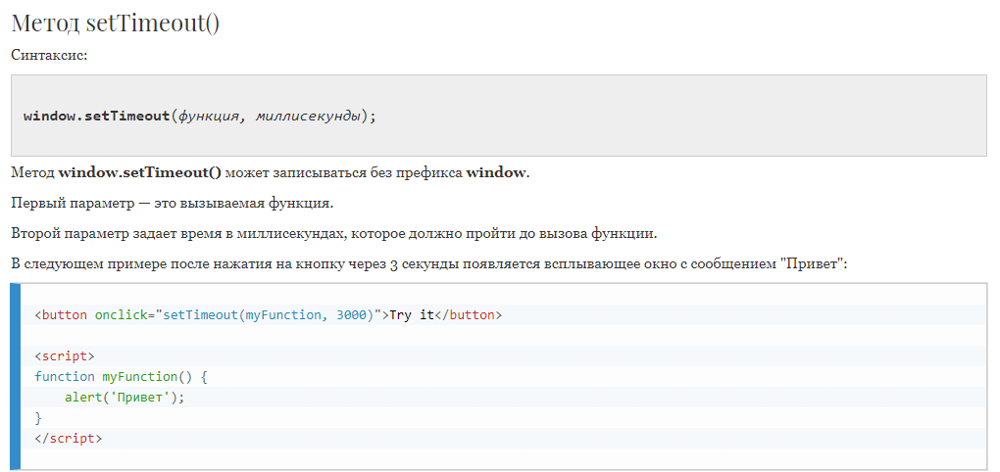 Метод setTimeout()
Синтаксис:
window.setTimeout(функция, миллисекунды);
Метод window.setTimeout() может записываться без префикса window.
Первый параметр — это вызываемая функция.
Второй параметр задает время в миллисекундах, которое должно пройти до вызова функции.
В следующем примере после нажатия на кнопку через 3 секунды появляется всплывающее окно с сообщением "Привет":
<button onclick="setTimeout(myFunction, 3000)">Try it</button>
<script>
function myFunction() {
    alert('Привет');
}
</script>